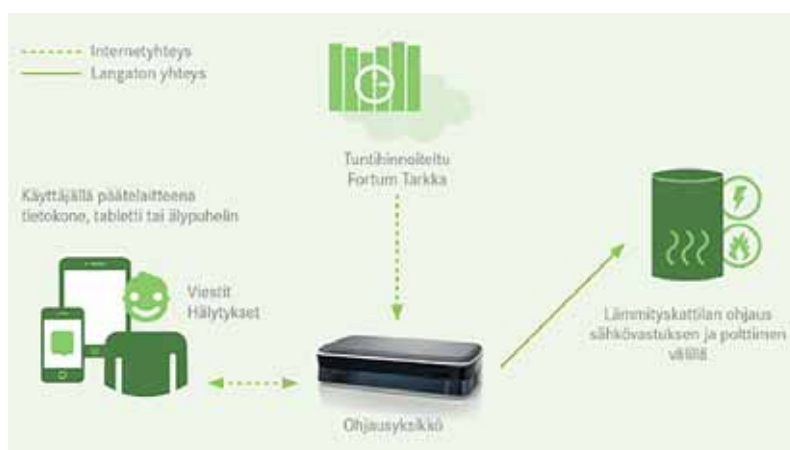 Internetyhteys
Langaton yhteys
Tuntihinnoiteltu
Fortum Tarkka
Käyttäjällä päätelaitteena
tietokone, tabletti tai älypuhelin
Viestit
Hälytykset
Lämmityskattilan ohjaus
sähkövastuksen ja polttimen
välillä
Ohjausyksikkö